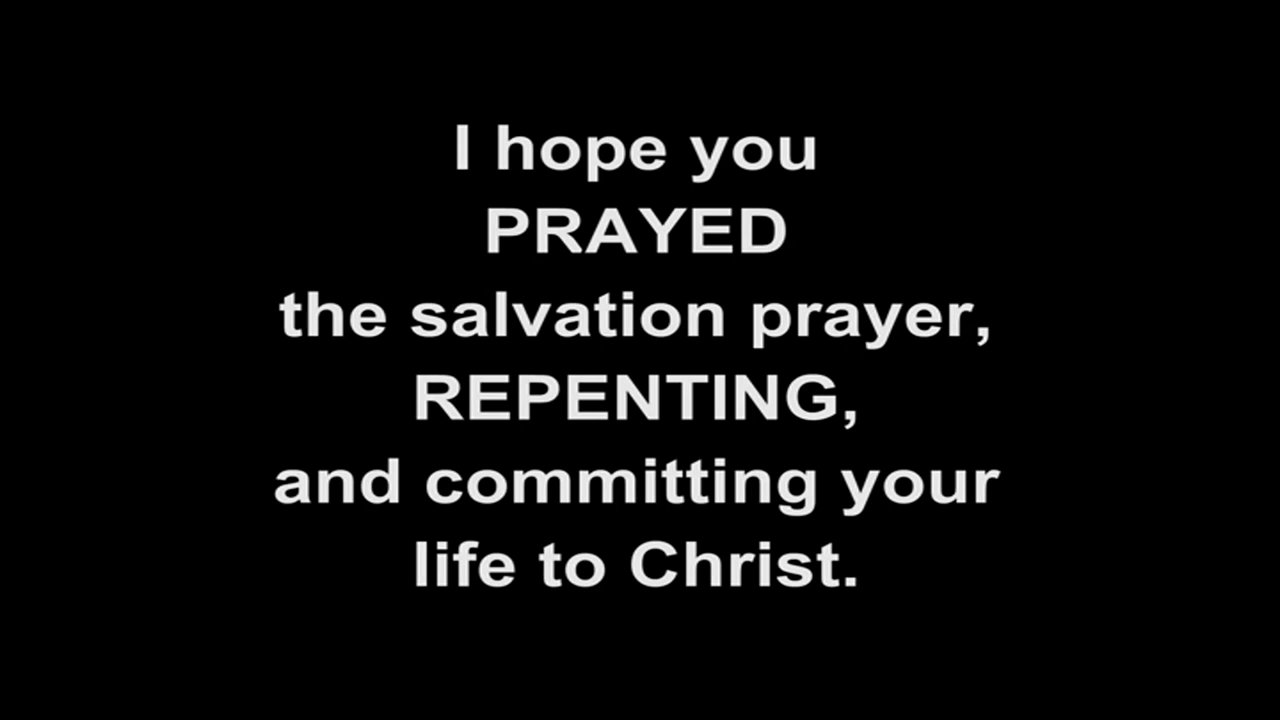 I hope you
PRAYED
the salvation prayer,
REPENTING,
and committing your
life to Christ.